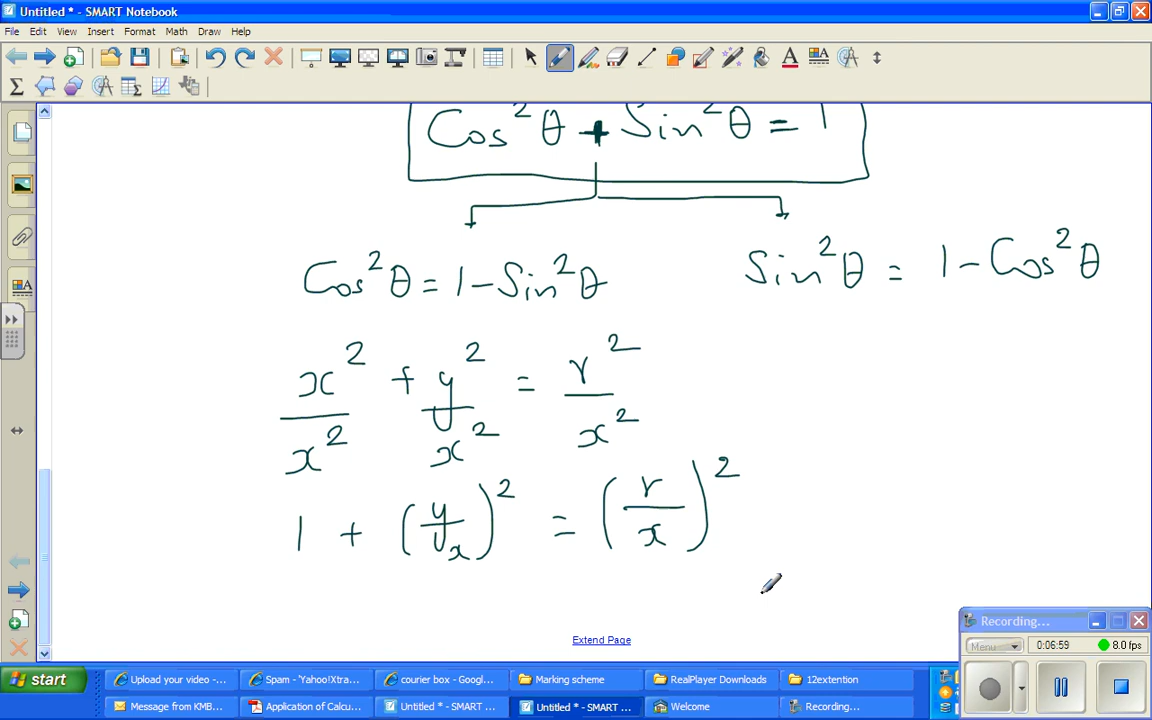 Untitled * - SMART Notebook
File Edit View Insert Format Math Draw Help
Cos²θ + Sin²θ = 1
Cos²θ = 1 - Sin²θ Sin²θ = 1 - Cos²θ
x²/x² + y²/x² = r²/x²
1 + (y/x)² = (r/x)²
Extend Page
Recording...
Menu 0:06:59 8.0 fps
start Upload your video -... Spam - 'Yahoo!Xtra... courier box - Googl... Marking scheme RealPlayer Downloads 12extention
Message from KMB... Application of Calcu... Untitled * - SMART ... Untitled * - SMART ... Welcome Recording...